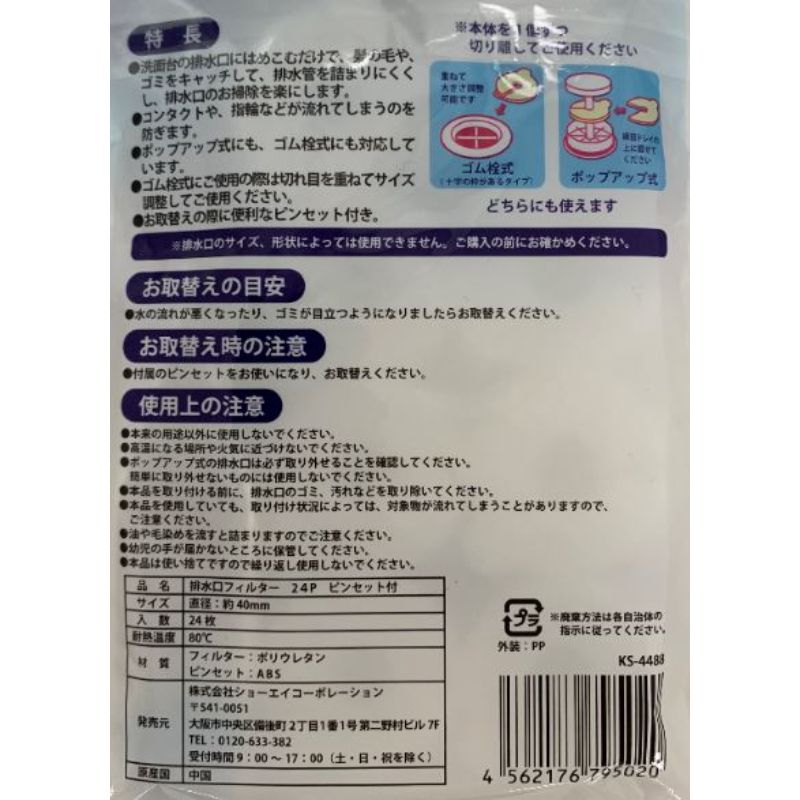 特長
●洗面台の排水口にはめこむだけで、髪の毛や、
ゴミをキャッチして、排水管を詰まりにくく
し、排水口のお掃除を楽にします。
●コンタクトや、指輪などが流れてしまうのを
防ぎます。
●ポップアップ式にも、ゴム栓式にも対応して
います。
●ゴム栓式にご使用の際は切れ目を重ねてサイズ
調整してご使用ください。
●お取替えの際に便利なピンセット付き。
※本体を1個ずつ
切り離してご使用ください
重ねて
大きさ調整
可能です
ゴム栓式
(十字の枠があるタイプ)
上に載せて
ください
ポップアップ式
どちらにも使えます
※排水口のサイズ、形状によっては使用できません。ご購入の前にお確かめください。
お取替えの目安
●水の流れが悪くなったり、ゴミが目立つようになりましたらお取替えください。
お取替え時の注意
●付属のピンセットをお使いになり、お取替えください。
使用上の注意
●本来の用途以外に使用しないでください。
●高温になる場所や火気に近づけないでください。
●ポップアップ式の排水口は必ず取り外せることを確認してください。
簡単に取り外せないものには使用しないでください。
●本品を取り付ける前に、排水口のゴミ、汚れなどを取り除いてください。
●本品を使用していても、取り付け状況によっては、対象物が流れてしまうことがありますので、
ご注意ください。
●油や毛染めを流すと詰まりますのでご注意ください。
●幼児の手が届かないところに保管してください。
●本品は使い捨てですので繰り返し使用しないでください。
品名 排水口フィルター 24P ピンセット付
サイズ 直径:約40mm
入数 24枚
耐熱温度 80℃
材質 フィルター:ポリウレタン
ピンセット:ABS
発売元 株式会社ショーエイコーポレーション
〒541-0051
大阪市中央区備後町2丁目1番1号 第二野村ビル 7F
TEL:0120-633-382
受付時間9:00~17:00(土・日・祝を除く)
原産国 中国
プラ
外装:PP
※廃棄方法は各自治体の
指示に従ってください。
KS-4488
4 562176 795020